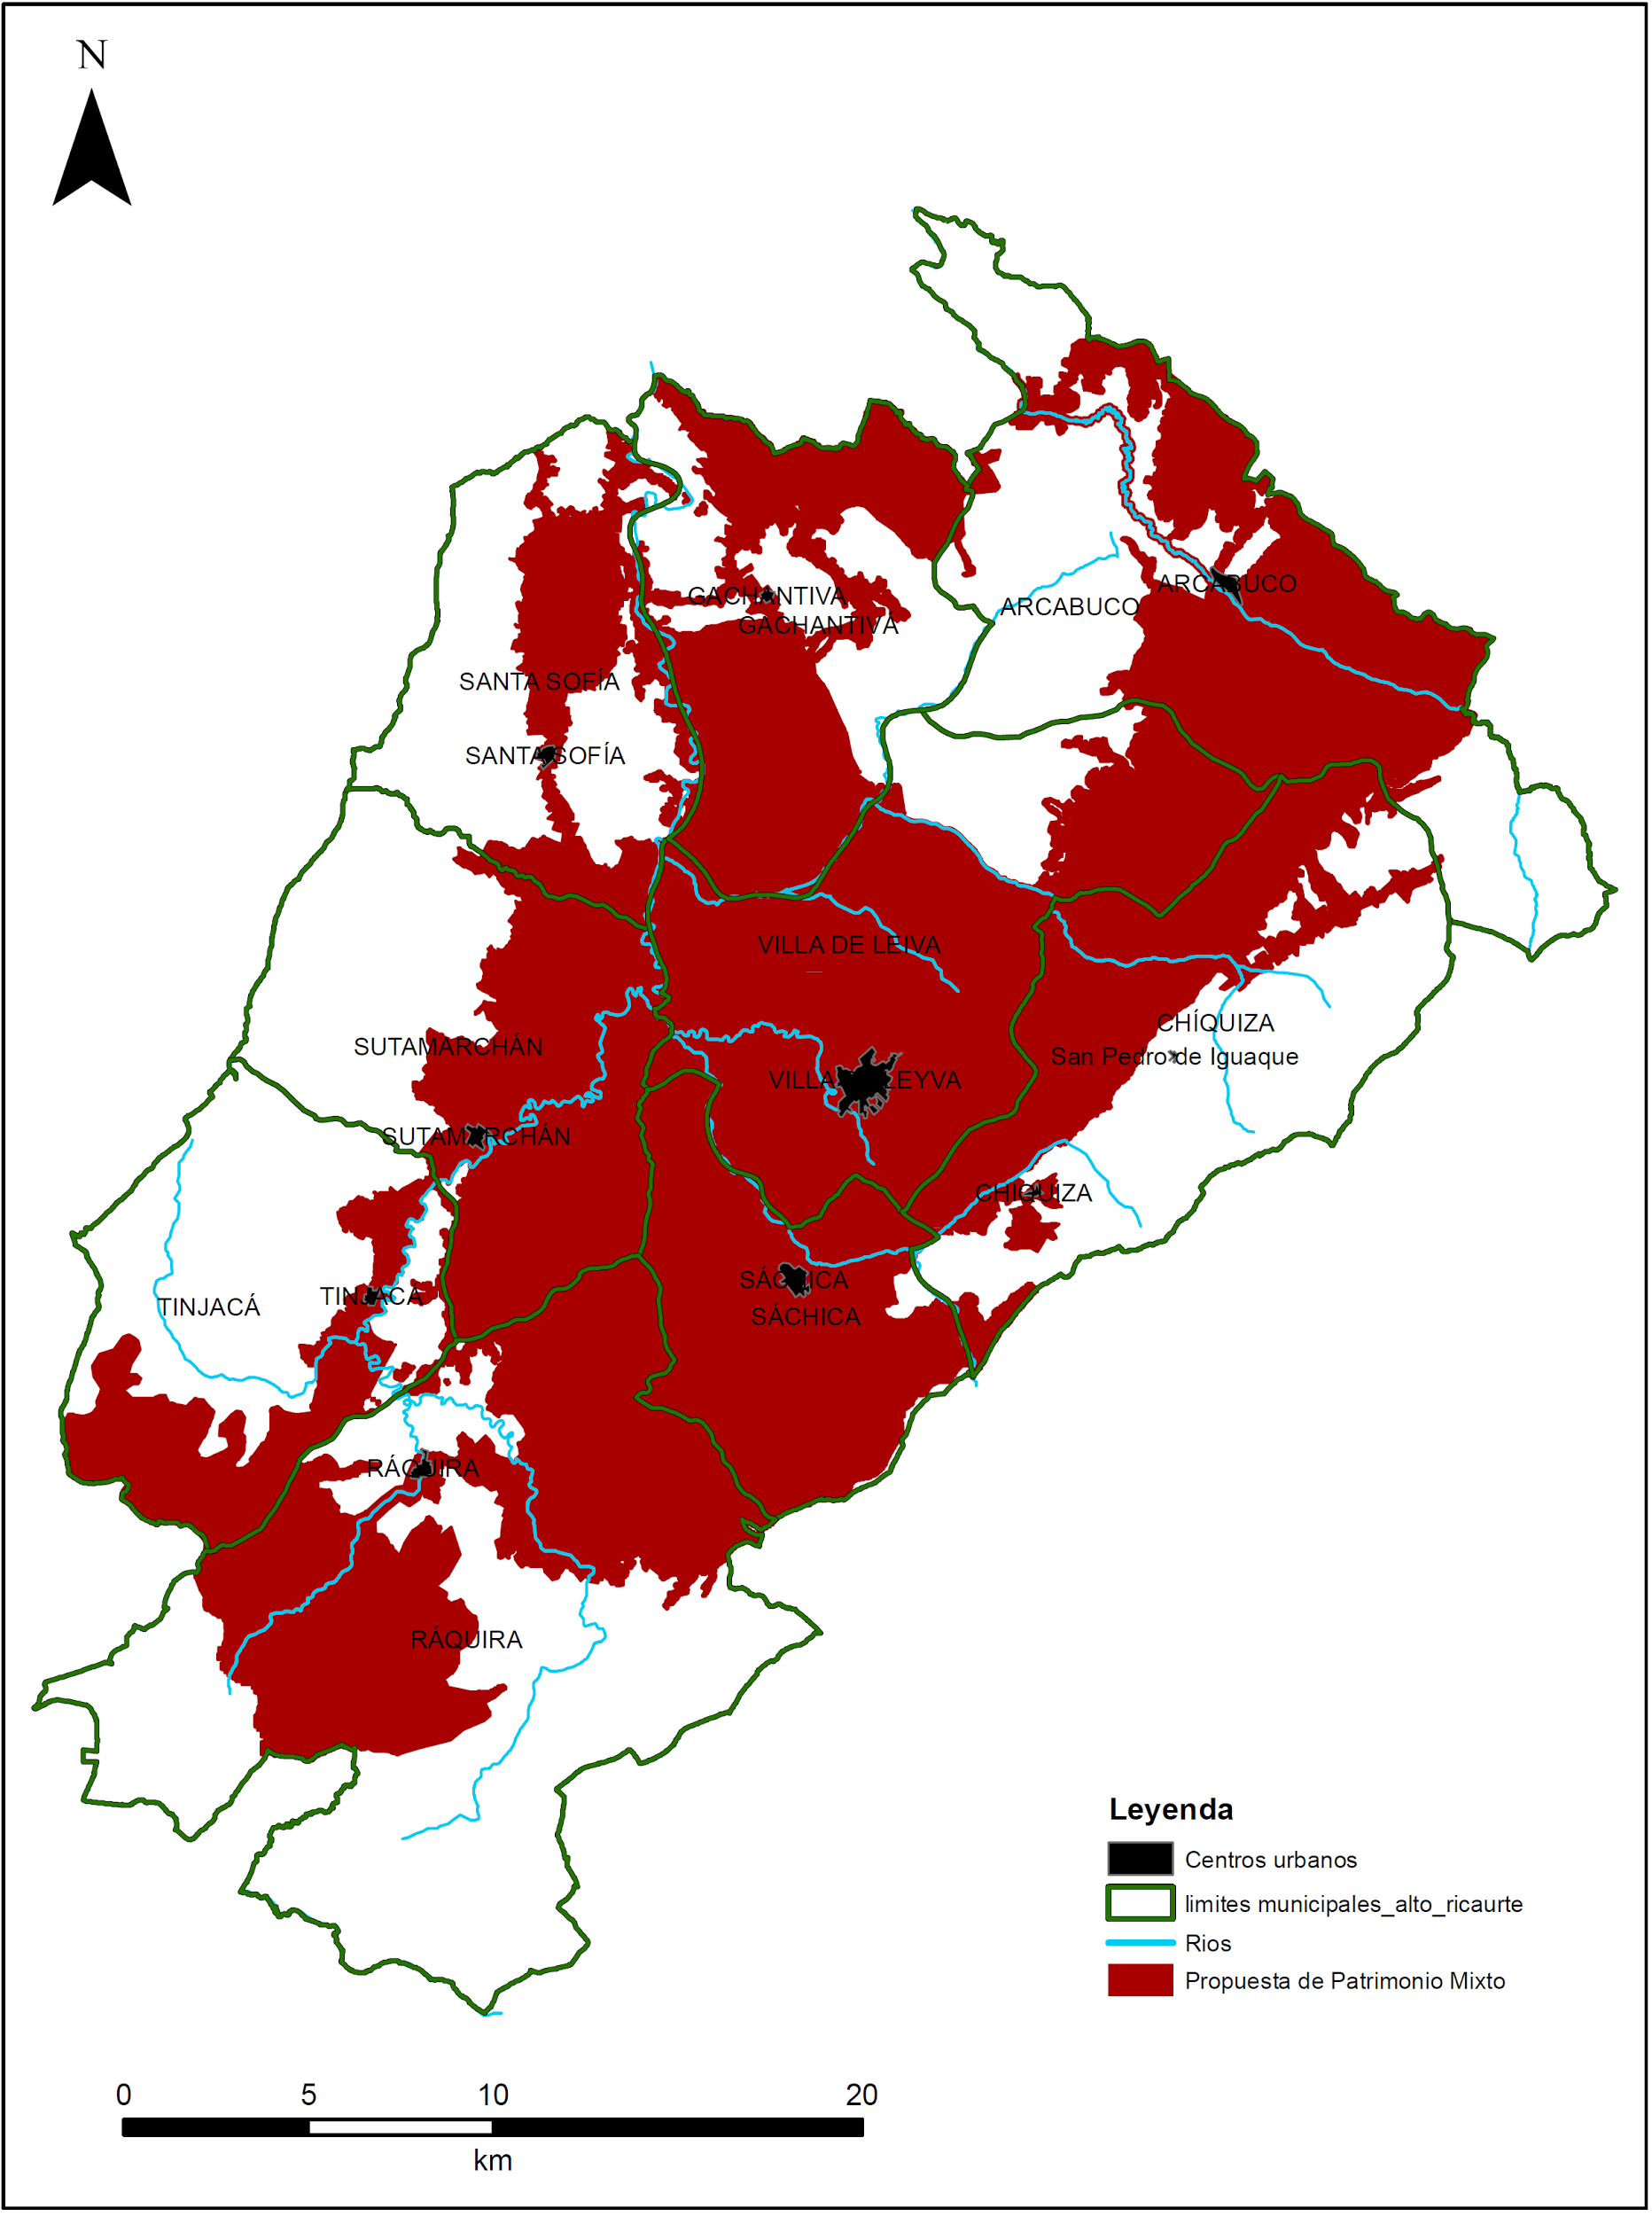 N
GACHANTIVA
ARCABUCO
ARCABUCO
GACHANTIVÁ
SANTA SOFÍA
SANTA SOFÍA
VILLA DE LEIVA
CHÍQUIZA
SUTAMARCHÁN
San Pedro de Iguaque
VILLA DE LEYVA
SUTAMARCHÁN
CHIQUIZA
SÁCHICA
TINJACÁ
TINJACÁ
SÁCHICA
RÁQUIRA
RÁQUIRA
Leyenda
Centros urbanos
limites municipales_alto_ricaurte
Rios
Propuesta de Patrimonio Mixto
0 5 10 20
km